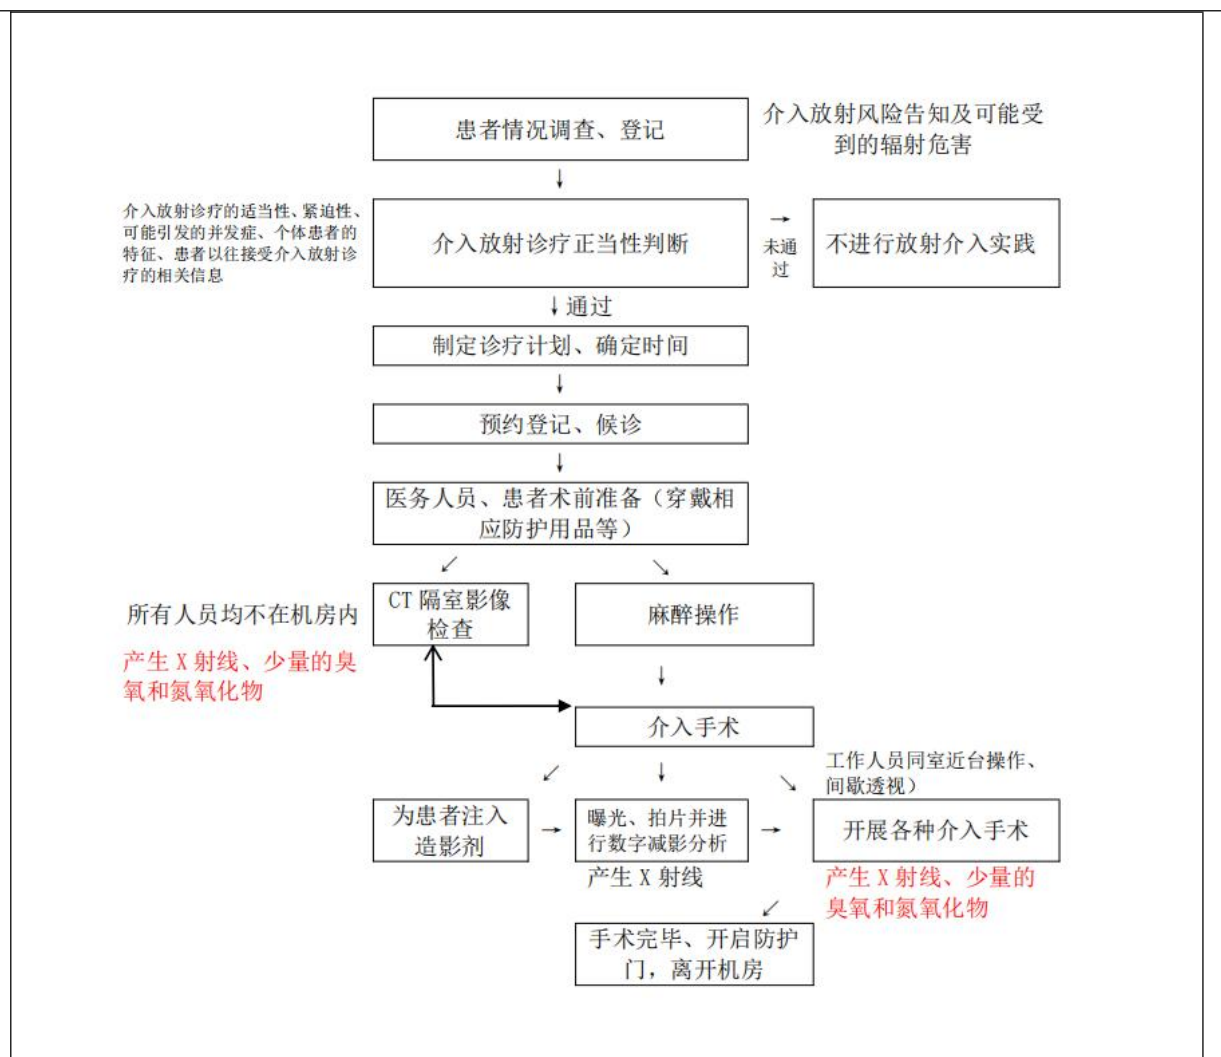 患者情况调查、登记
介入放射风险告知及可能受
到的辐射危害
↓
介入放射诊疗的适当性、紧迫性、
可能引发的并发症、个体患者的
特征、患者以往接受介入放射诊
疗的相关信息
介入放射诊疗正当性判断
→
未通
过
不进行放射介入实践
↓通过
制定诊疗计划、确定时间
↓
预约登记、候诊
↓
医务人员、患者术前准备（穿戴相
应防护用品等）
↙
↘
所有人员均不在机房内
产生 X 射线、少量的臭
氧和氮氧化物
CT 隔室影像
检查
麻醉操作
↓
介入手术
↙
↓
↘
工作人员同室近台操作、
间歇透视）
为患者注入
造影剂
→
曝光、拍片并进
行数字减影分析
→
开展各种介入手术
产生 X 射线
产生 X 射线、少量的
臭氧和氮氧化物
↙
手术完毕、开启防护
门，离开机房